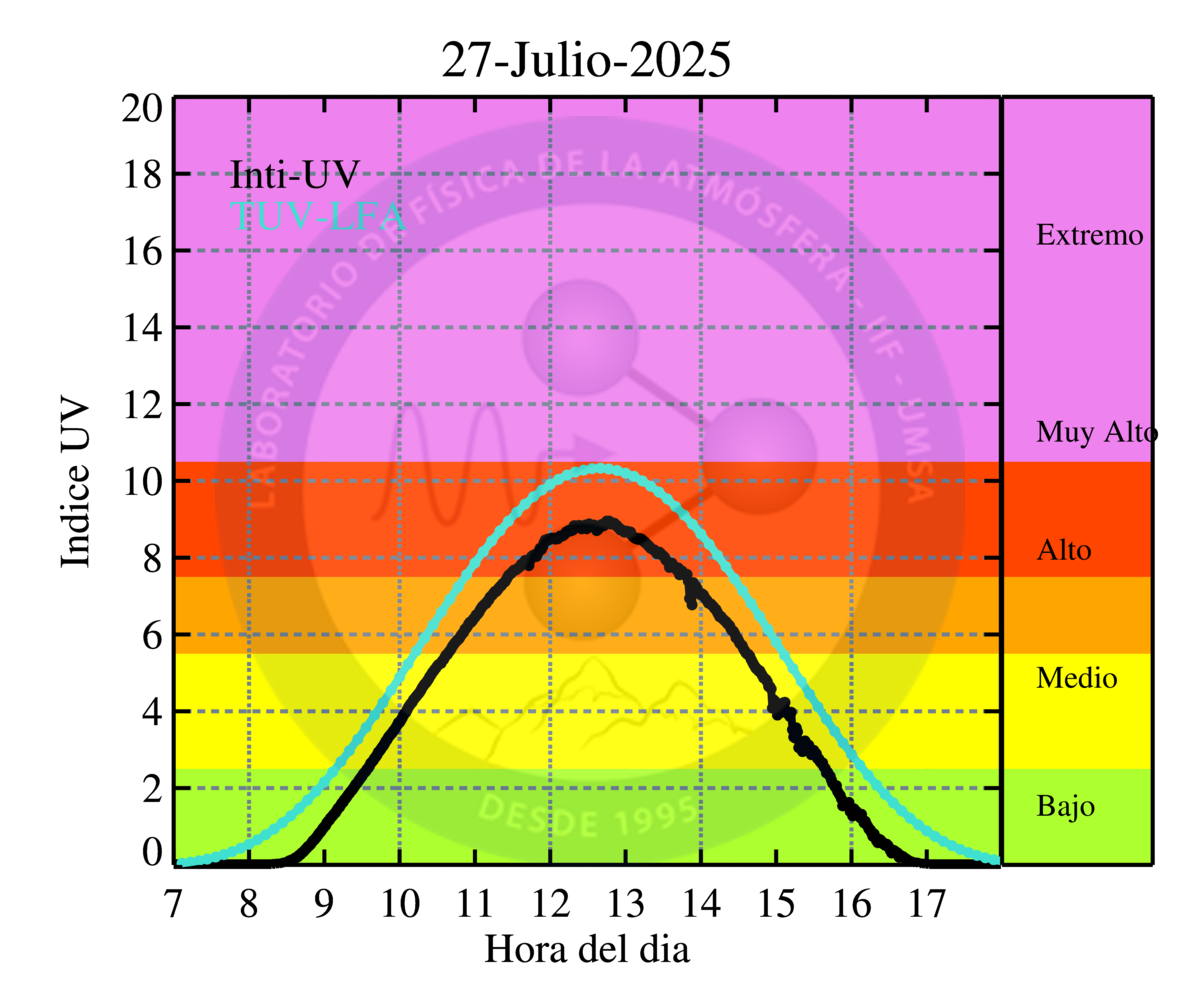 27-Julio-2025
20
18
16
14
12
10
8
6
4
2
0
Indice UV
Inti-UV
TUV-LFA
LABORATORIO DE FÍSICA DE LA ATMÓSFERA - IIF - UMSA
DESDE 1995
Extremo
Muy Alto
Alto
Medio
Bajo
7 8 9 10 11 12 13 14 15 16 17
Hora del dia